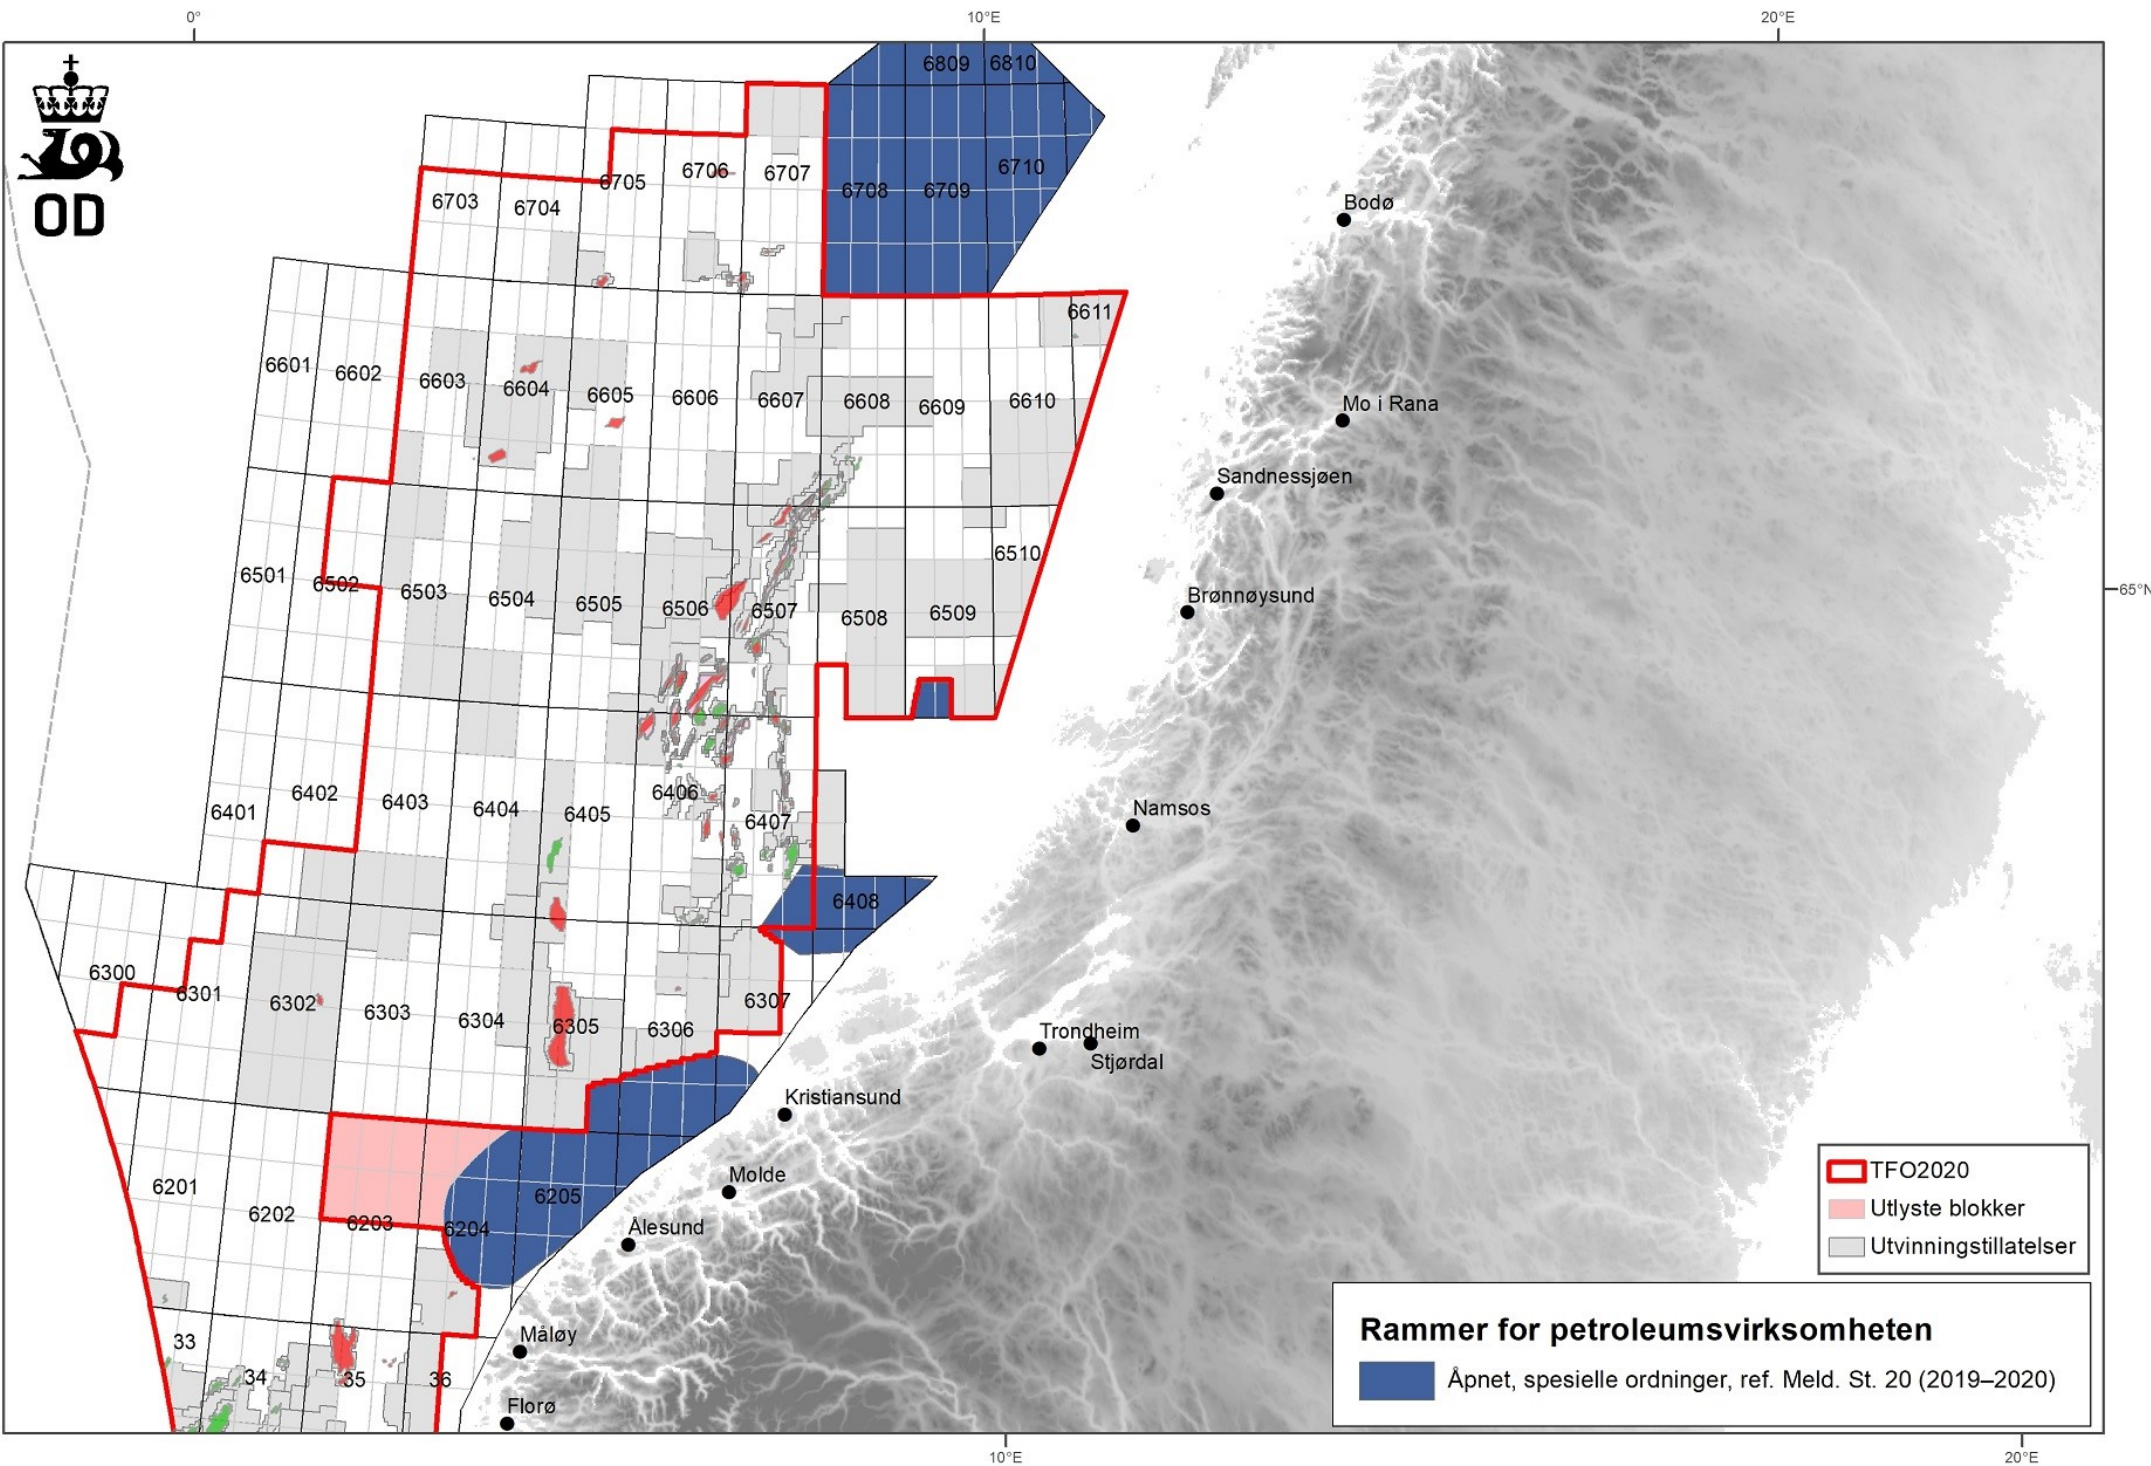 0°
10°E
20°E
OD
6809
6810
6705
6706
6707
6708
6709
6710
6703
6704
Bodø
6611
6601
6602
6603
6604
6605
6606
6607
6608
6609
6610
Mo i Rana
Sandnessjøen
6501
6502
6503
6504
6505
6506
6507
6508
6509
6510
Brønnøysund
65°N
6401
6402
6403
6404
6405
6406
6407
Namsos
6408
6300
6301
6302
6303
6304
6305
6306
6307
Trondheim
Stjørdal
Kristiansund
Molde
6201
6202
6203
6204
6205
Ålesund
TFO2020
Utlyste blokker
Utvinningstillatelser
33
34
35
36
Måløy
Florø
Rammer for petroleumsvirksomheten
Åpnet, spesielle ordninger, ref. Meld. St. 20 (2019–2020)
10°E
20°E